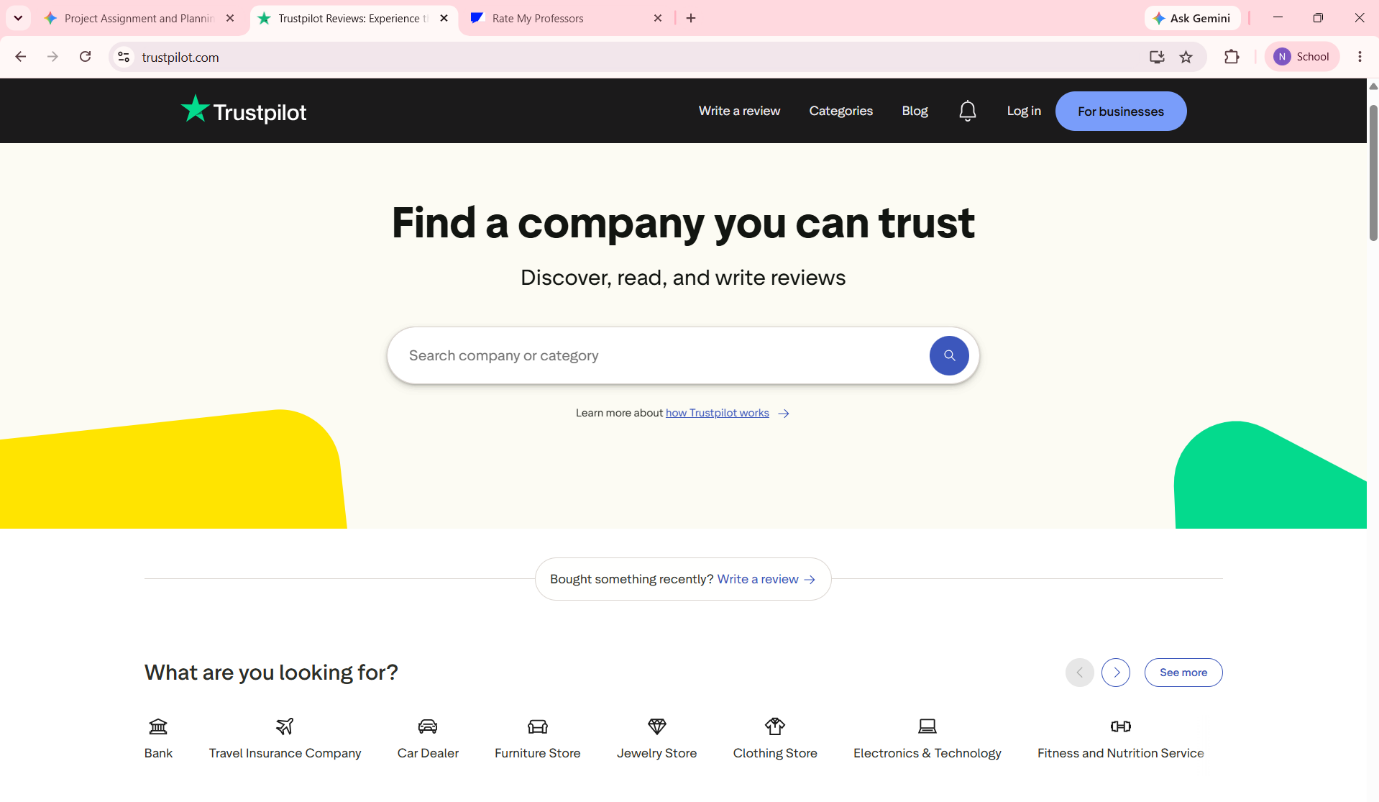 Project Assignment and Plannin
Trustpilot Reviews: Experience th
Rate My Professors
Ask Gemini
trustpilot.com
N
School
Trustpilot
Write a review
Categories
Blog
Log in
For businesses
Find a company you can trust
Discover, read, and write reviews
Search company or category
Learn more about how Trustpilot works →
Bought something recently? Write a review →
What are you looking for?
See more
Bank
Travel Insurance Company
Car Dealer
Furniture Store
Jewelry Store
Clothing Store
Electronics & Technology
Fitness and Nutrition Service